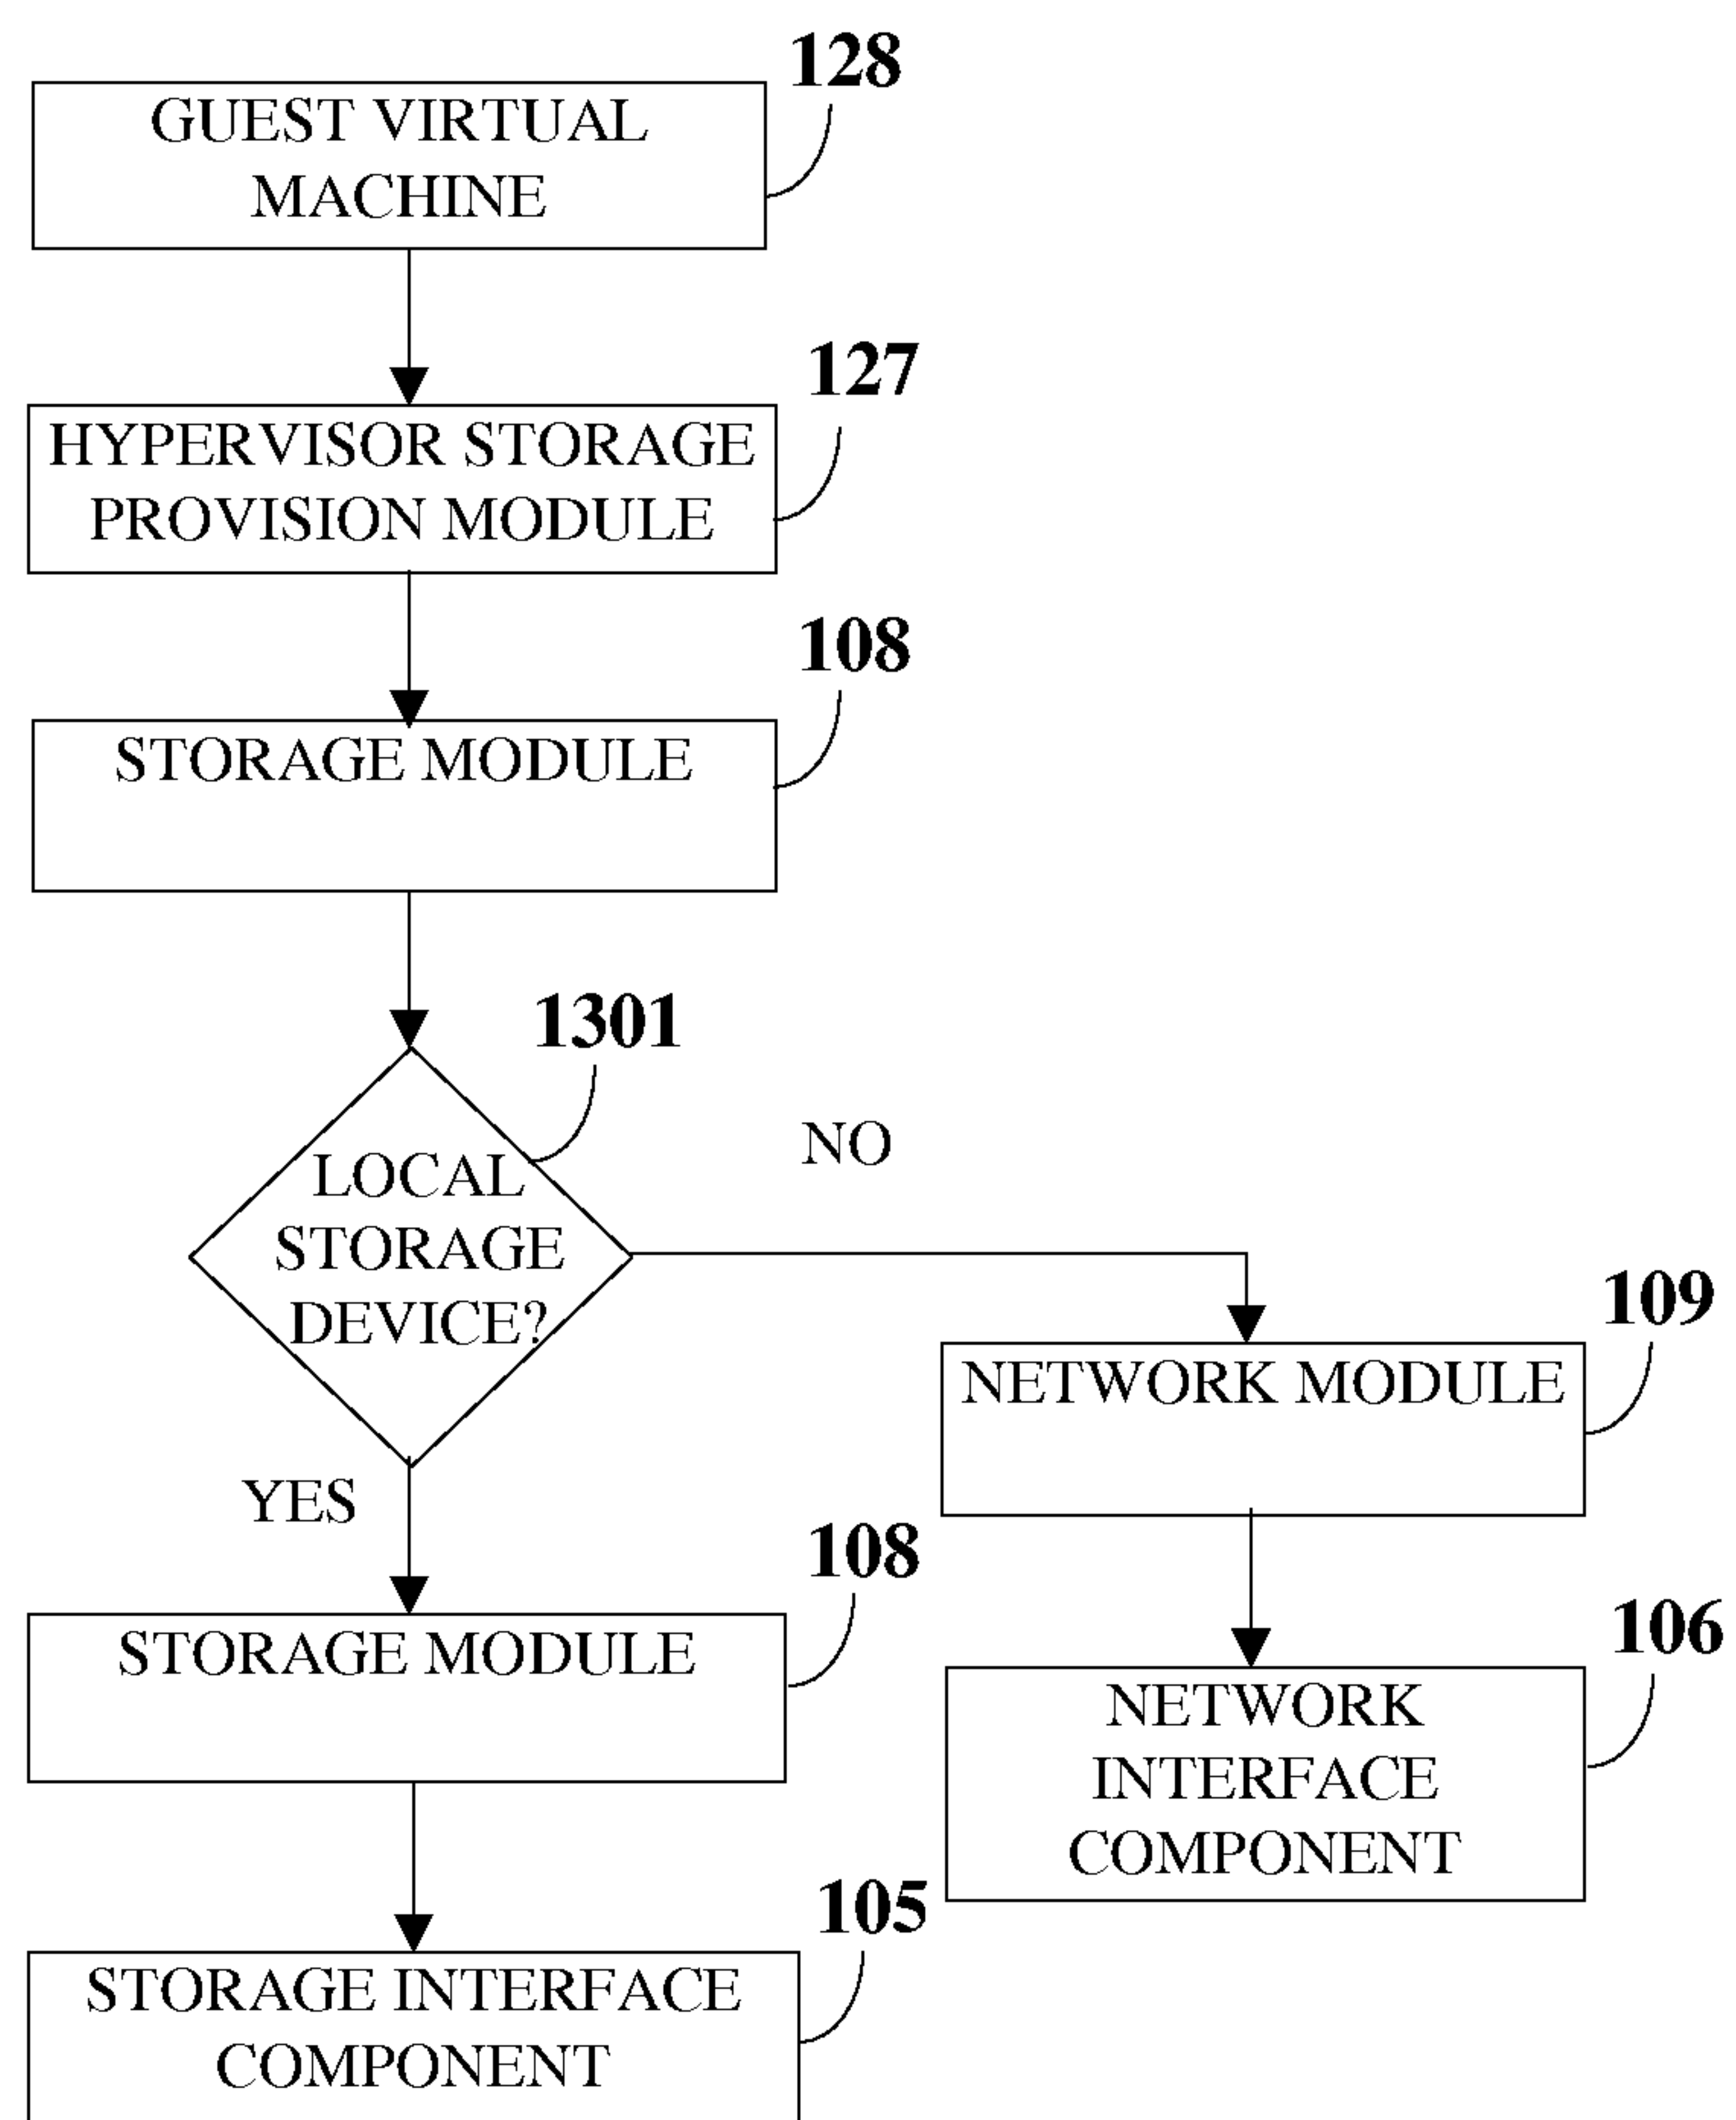 128
GUEST VIRTUAL
MACHINE
127
HYPERVISOR STORAGE
PROVISION MODULE
108
STORAGE MODULE
1301
LOCAL
STORAGE
DEVICE?
NO
YES
109
NETWORK MODULE
108
STORAGE MODULE
106
NETWORK
INTERFACE
COMPONENT
105
STORAGE INTERFACE
COMPONENT